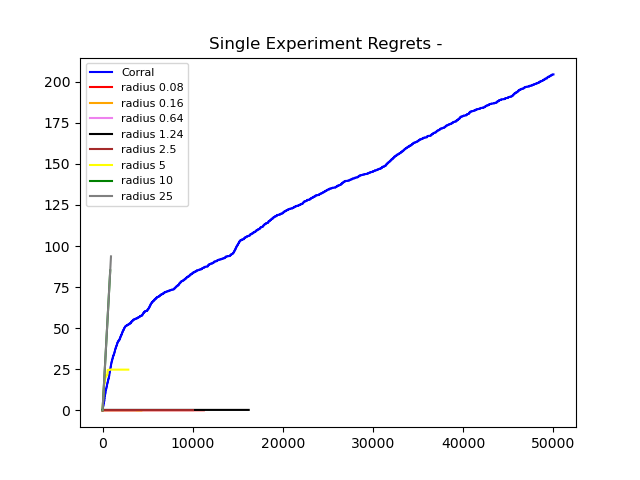 Single Experiment Regrets -
Corral
radius 0.08
radius 0.16
radius 0.64
radius 1.24
radius 2.5
radius 5
radius 10
radius 25
200
175
150
125
100
75
50
25
0
0 10000 20000 30000 40000 50000